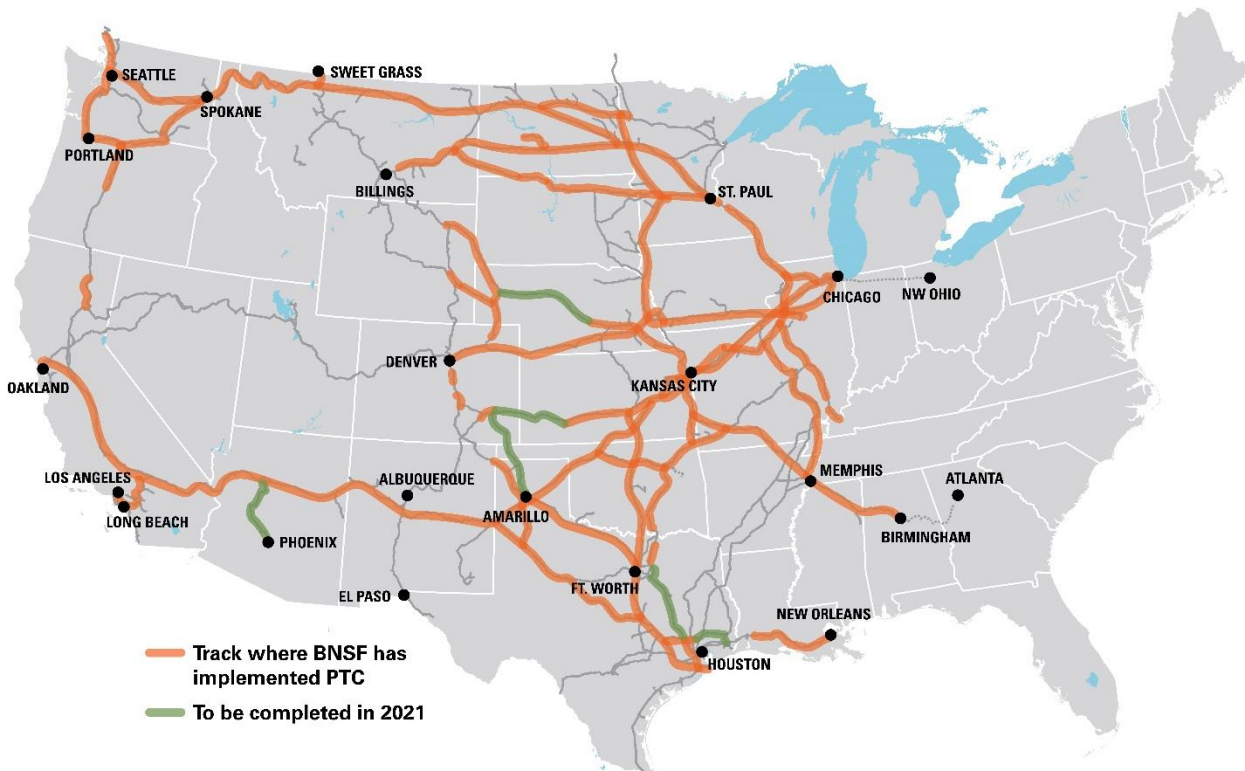 SEATTLE
SWEET GRASS
SPOKANE
PORTLAND
BILLINGS
ST. PAUL
CHICAGO
NW OHIO
DENVER
OAKLAND
KANSAS CITY
LOS ANGELES
ALBUQUERQUE
MEMPHIS
ATLANTA
LONG BEACH
AMARILLO
BIRMINGHAM
PHOENIX
FT. WORTH
EL PASO
NEW ORLEANS
HOUSTON
Track where BNSF has
implemented PTC
To be completed in 2021